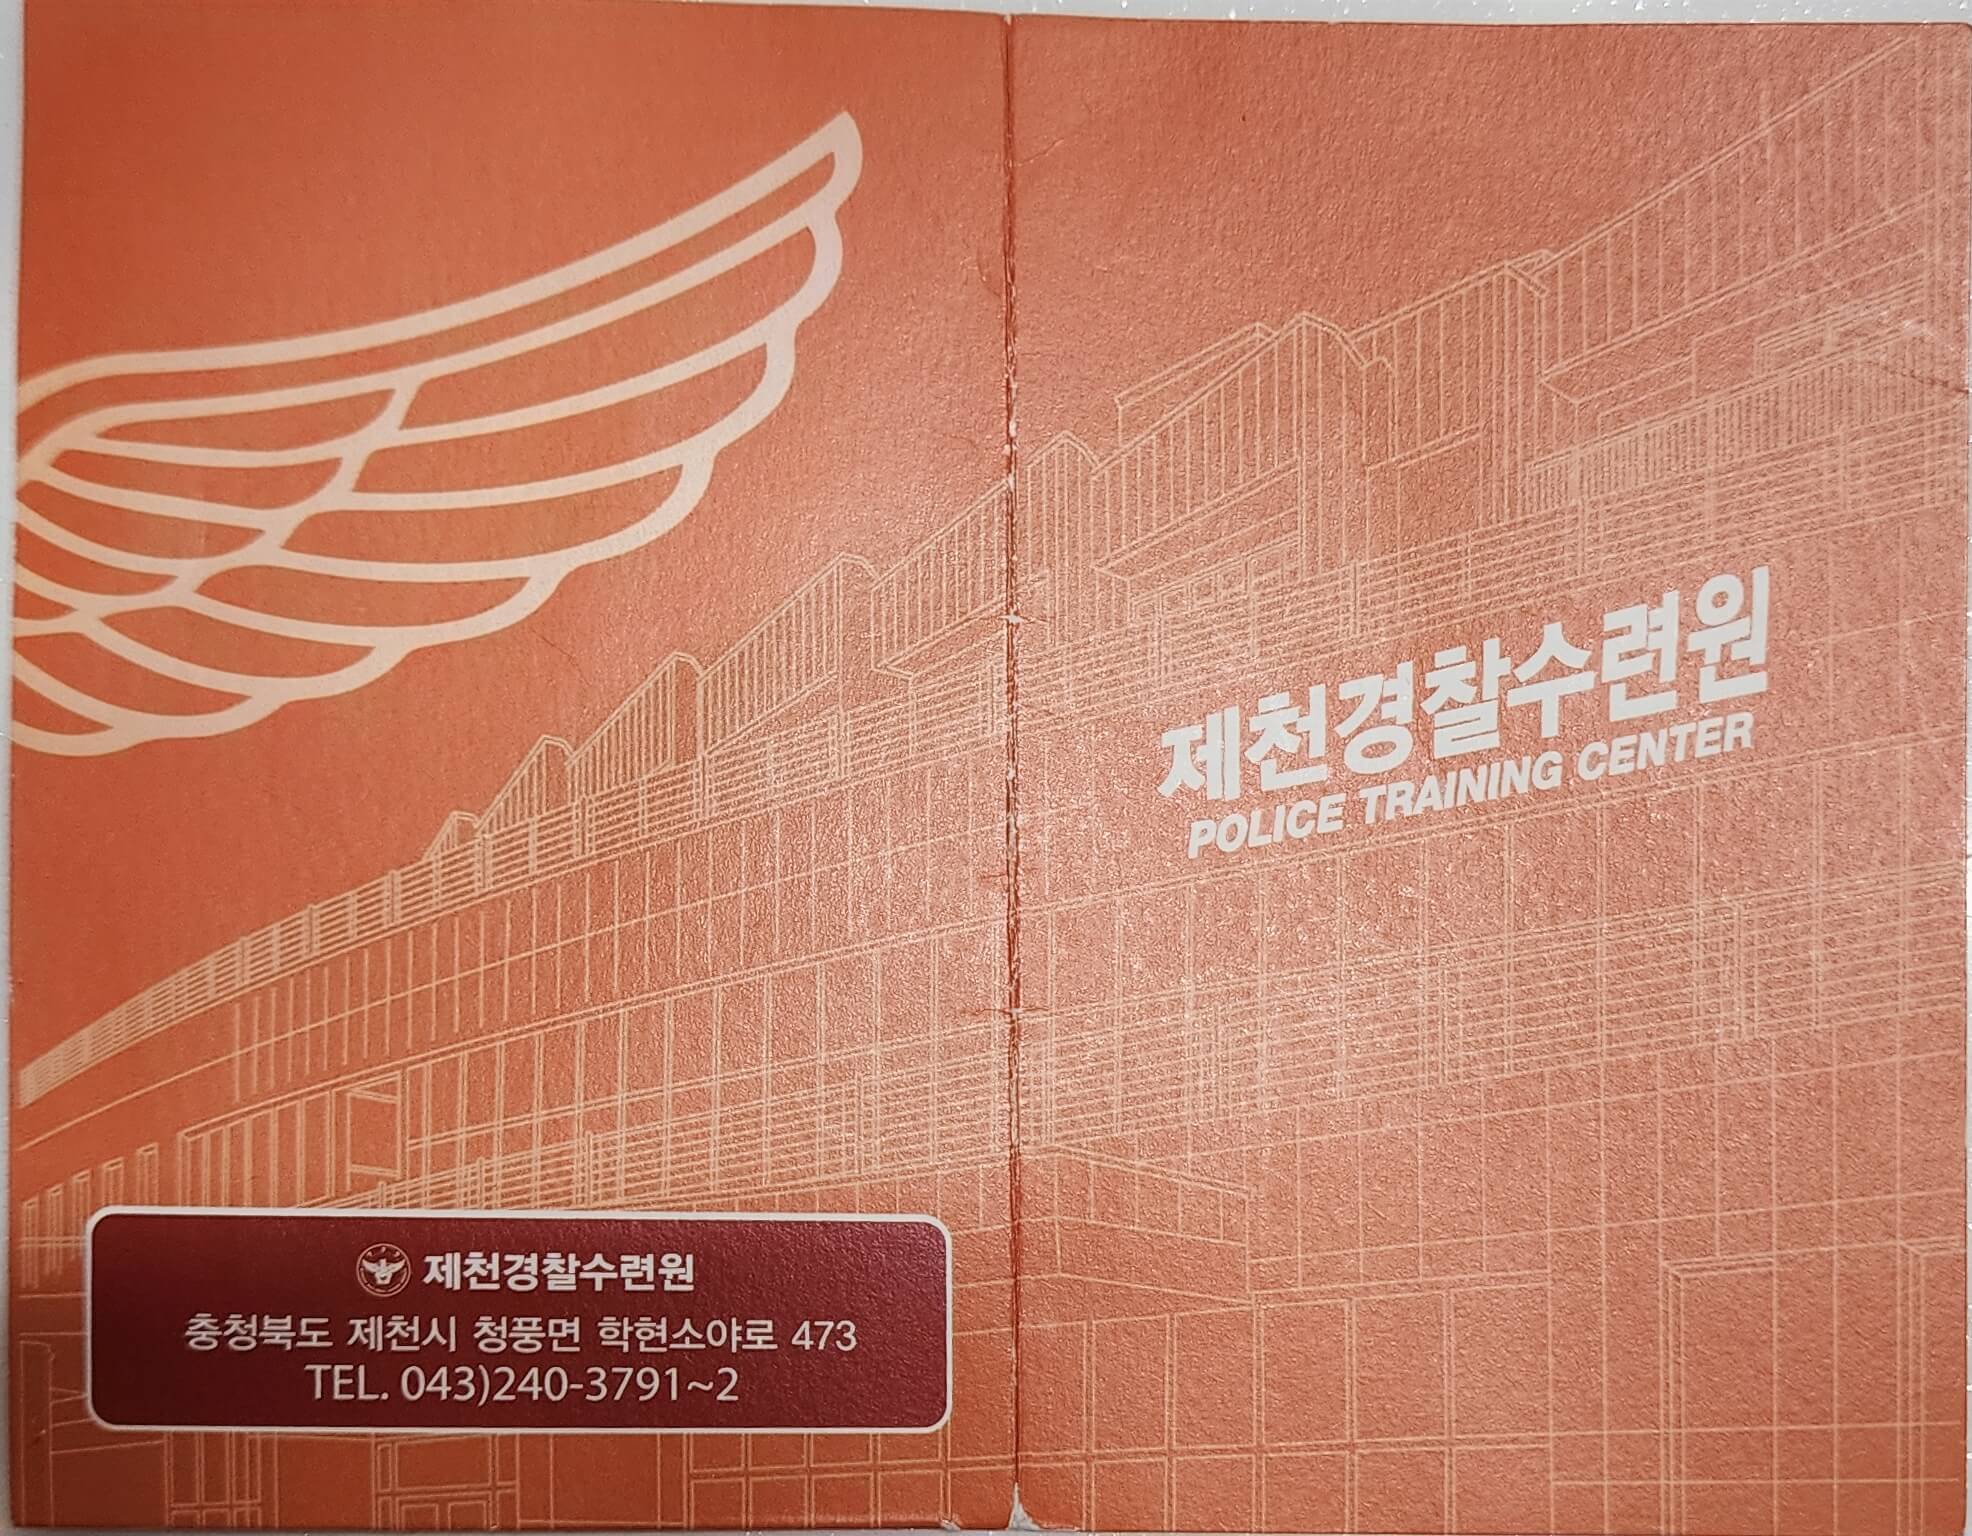 제천경찰수련원
POLICE TRAINING CENTER
제천경찰수련원
충청북도 제천시 청풍면 학현소야로 473
TEL. 043)240-3791~2